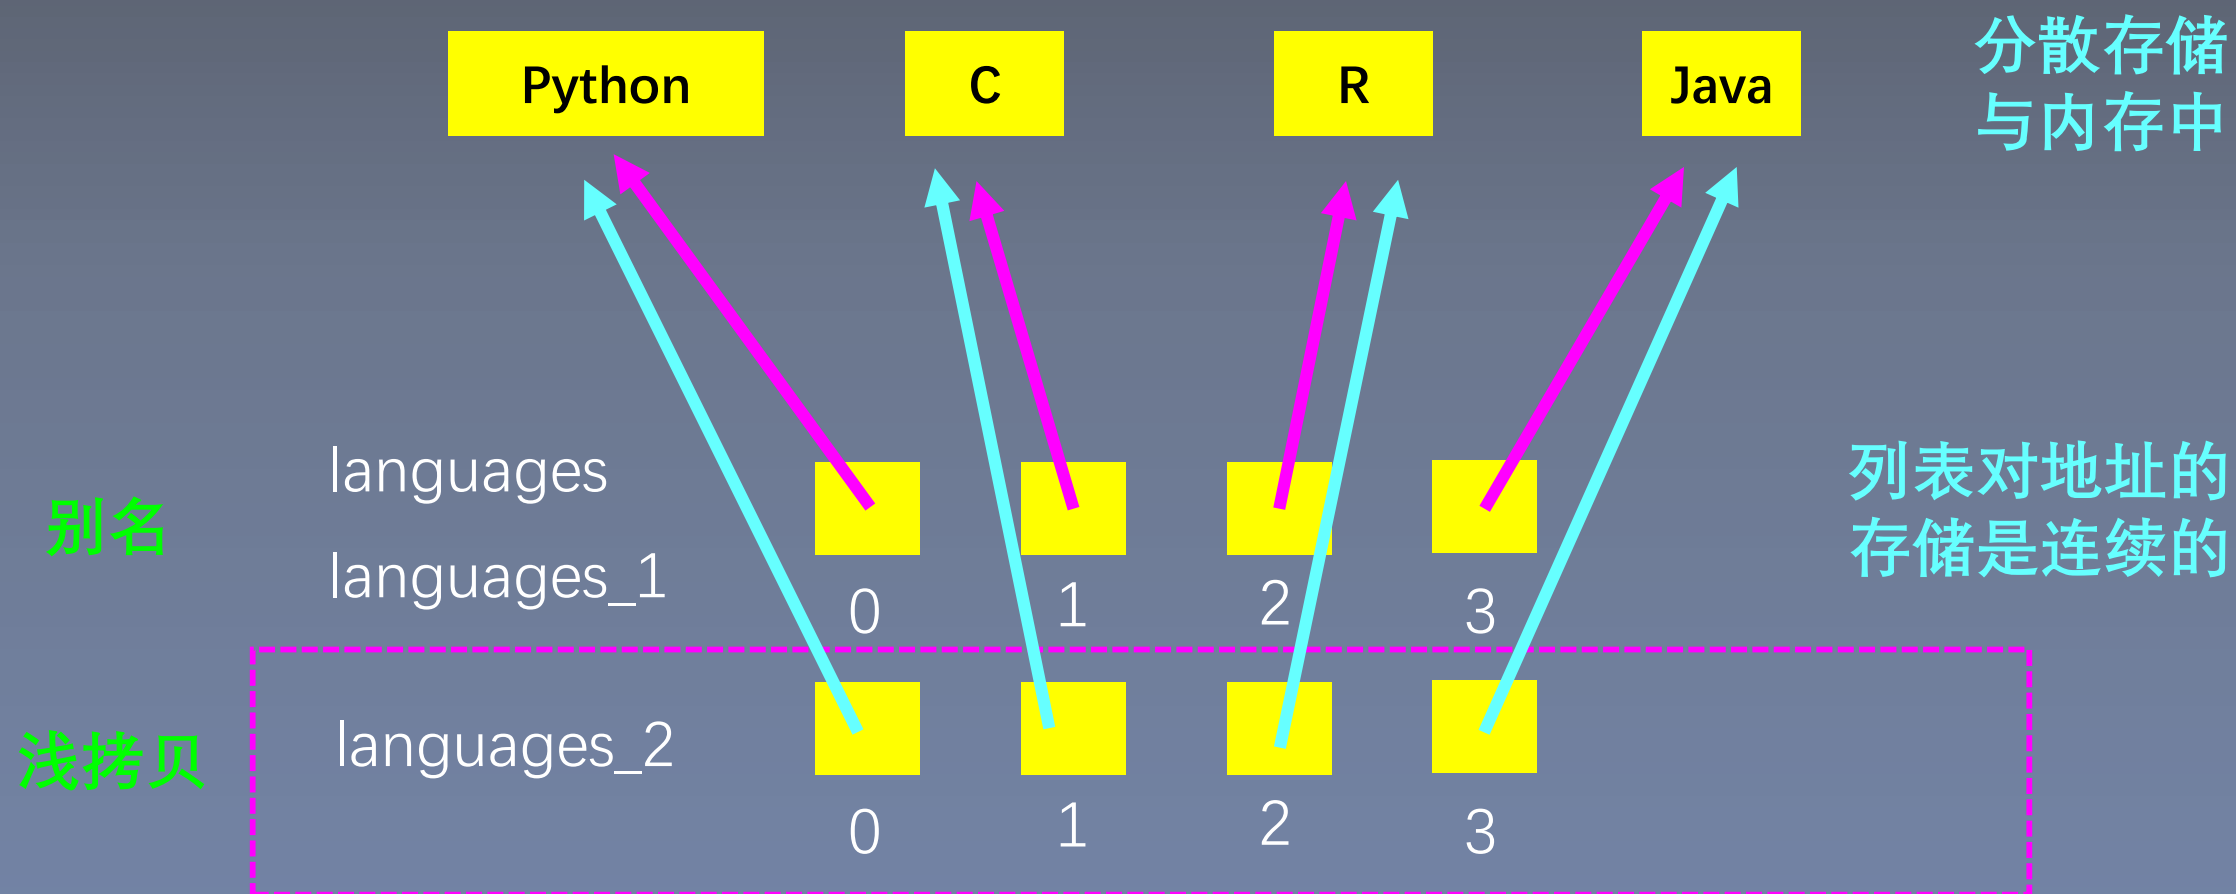 Python
C
R
Java
分散存储
与内存中
languages
别名
languages_1
列表对地址的
存储是连续的
0
1
2
3
浅拷贝
languages_2
0
1
2
3